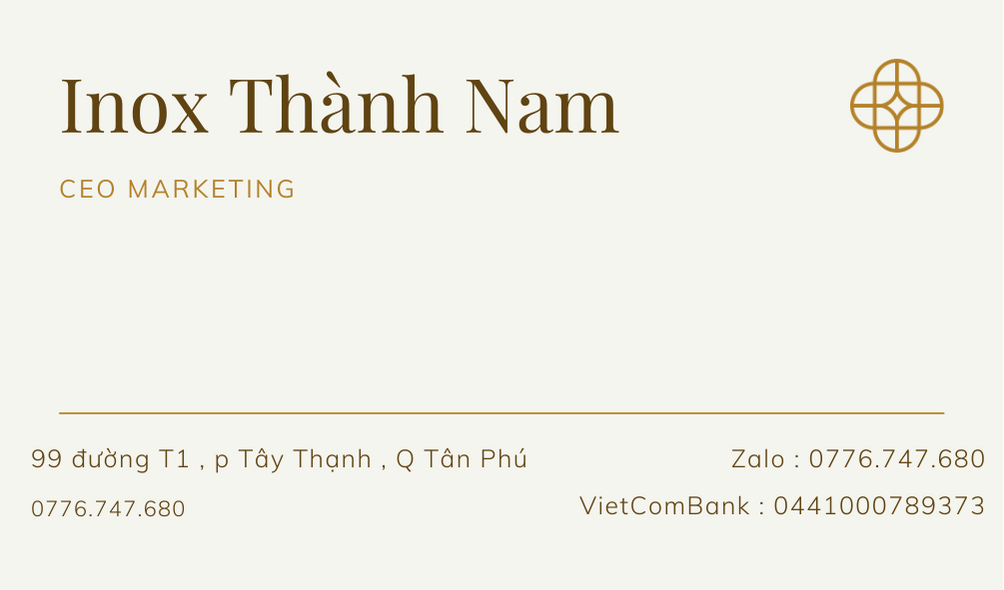 Inox Thành Nam
CEO MARKETING
99 đường T1 , p Tây Thạnh , Q Tân Phú
0776.747.680
Zalo : 0776.747.680
VietComBank : 0441000789373